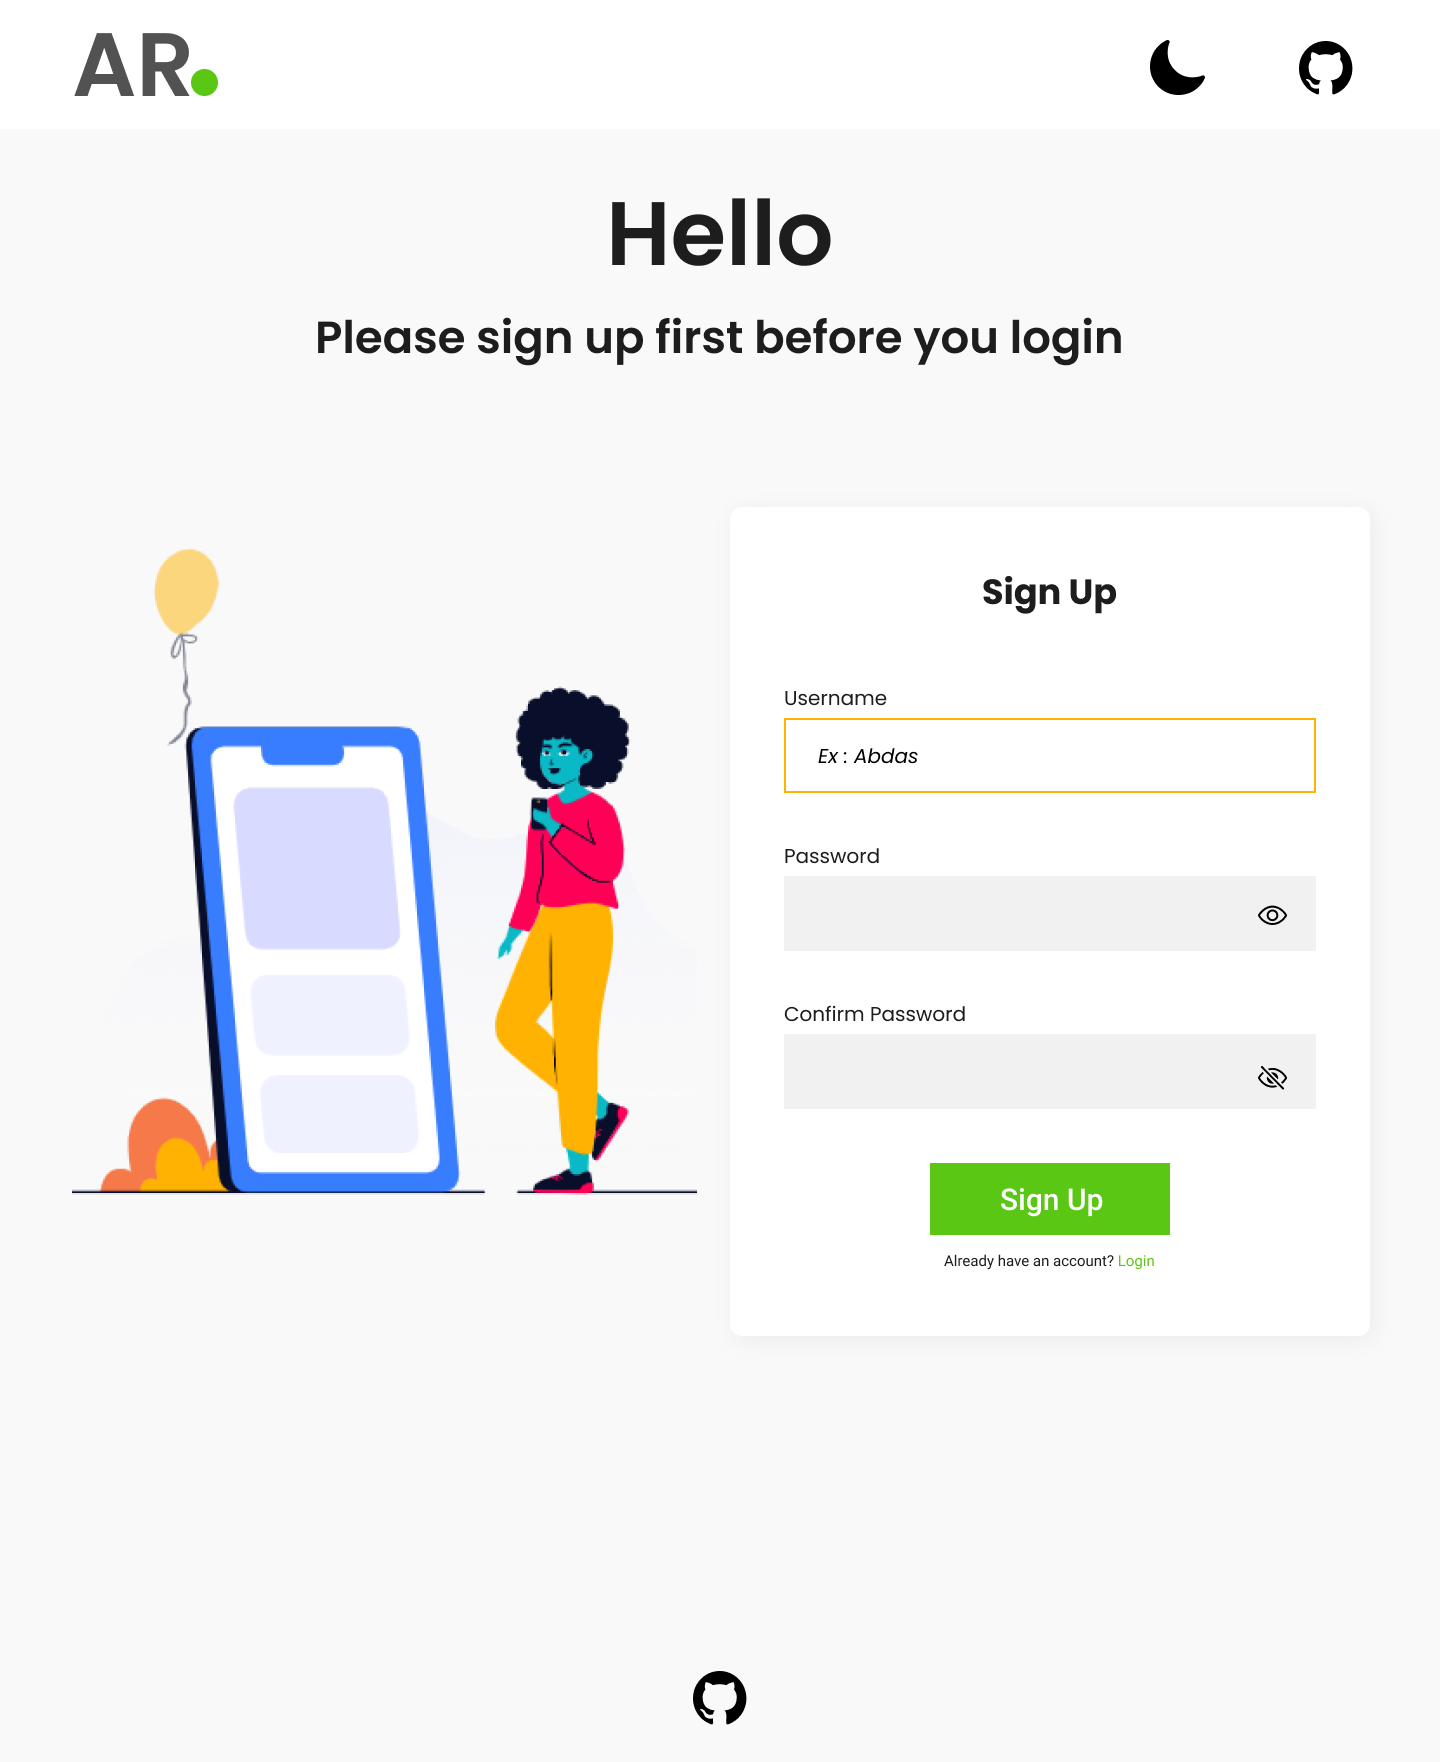 AR.
Hello
Please sign up first before you login
Sign Up
Username
Ex : Abdas
Password
Confirm Password
Sign Up
Already have an account? Login